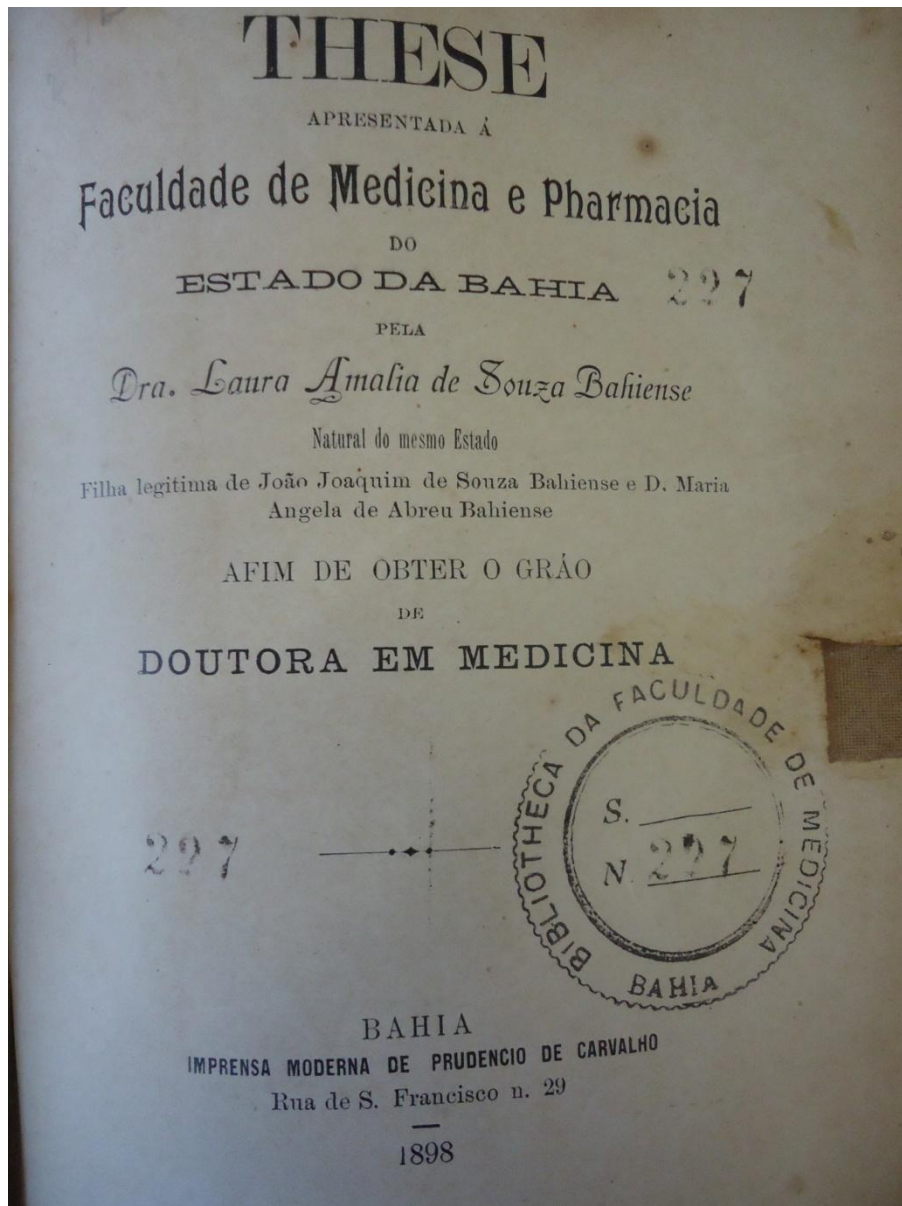 THESE
APRESENTADA Á
Faculdade de Medicina e Pharmacia
DO
ESTADO DA BAHIA
227
PELA
Dra. Laura Amalia de Souza Bahiense
Natural do mesmo Estado
Filha legitima de João Joaquim de Souza Bahiense e D. Maria
Angela de Abreu Bahiense
AFIM DE OBTER O GRÁO
DE
DOUTORA EM MEDICINA
BIBLIOTHECA DA FACULDADE DE MEDICINA
S.
N 227
BAHIA
227
BAHIA
IMPRENSA MODERNA DE PRUDENCIO DE CARVALHO
Rua de S. Francisco n. 29
1898